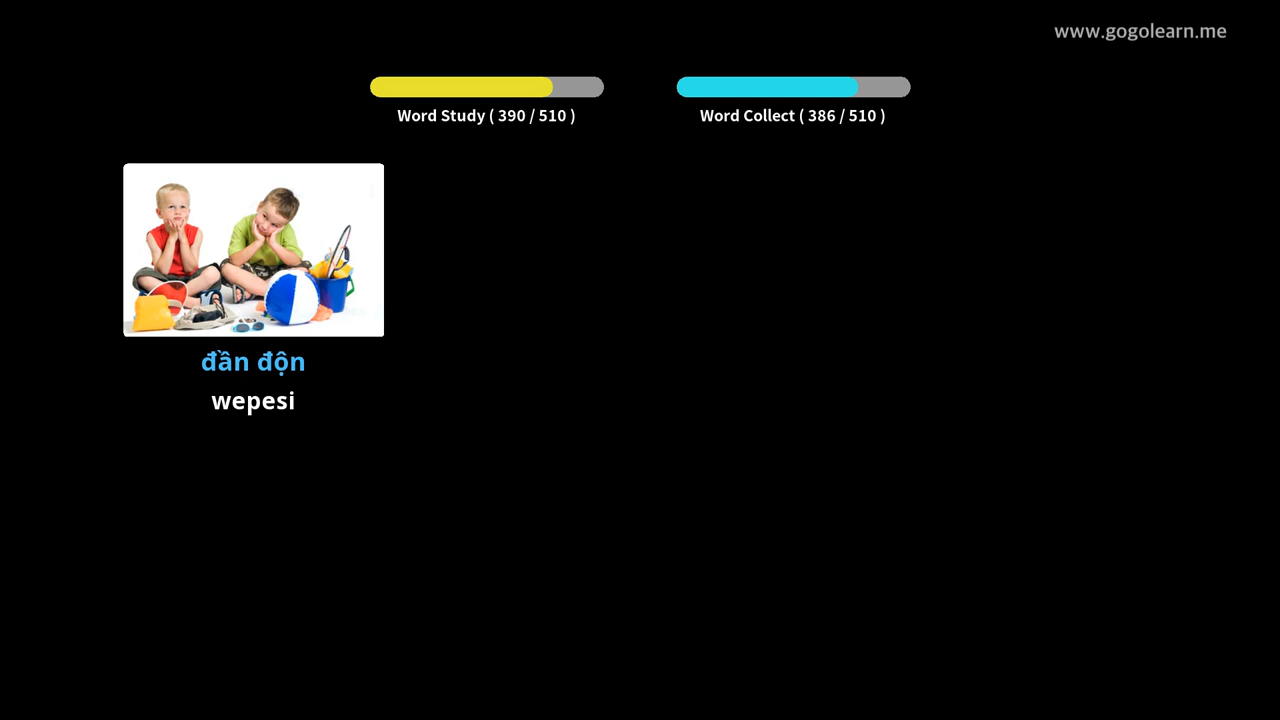 www.gogolearn.me
Word Study ( 390 / 510 )
Word Collect ( 386 / 510 )
đần độn
wepesi